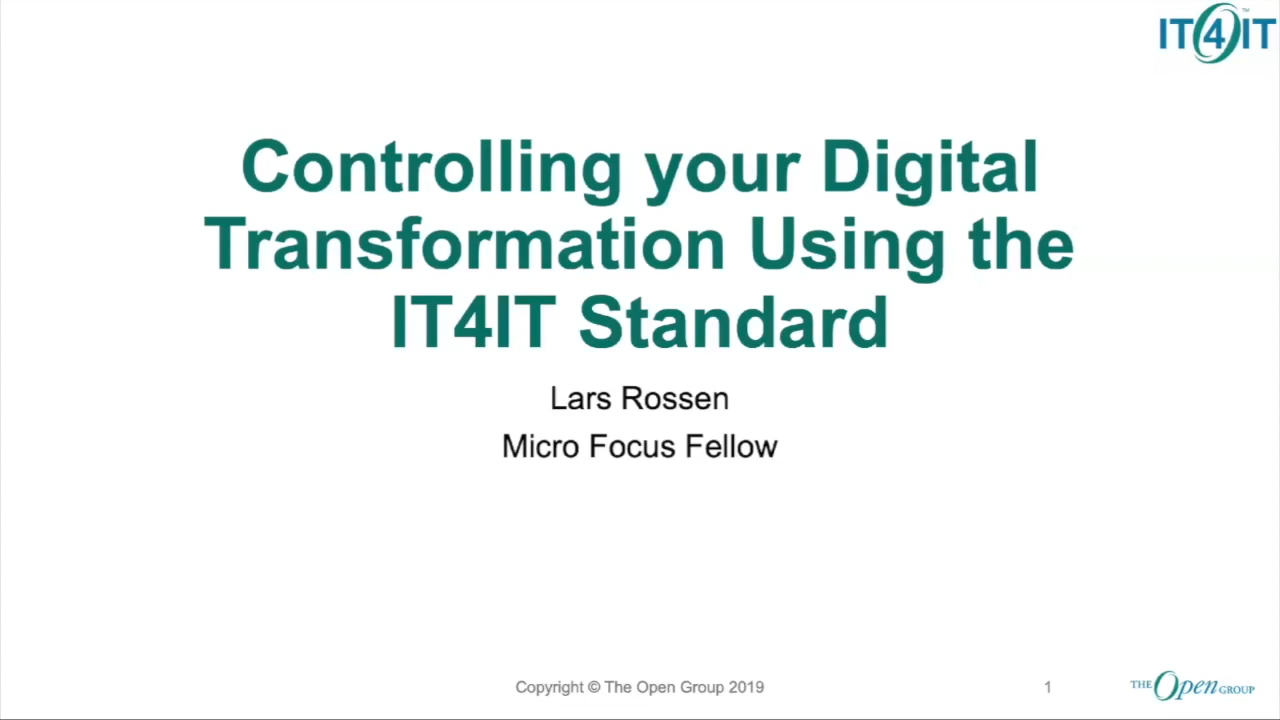 IT4IT™
Controlling your Digital
Transformation Using the
IT4IT Standard
Lars Rossen
Micro Focus Fellow
Copyright © The Open Group 2019
1
THE Open GROUP